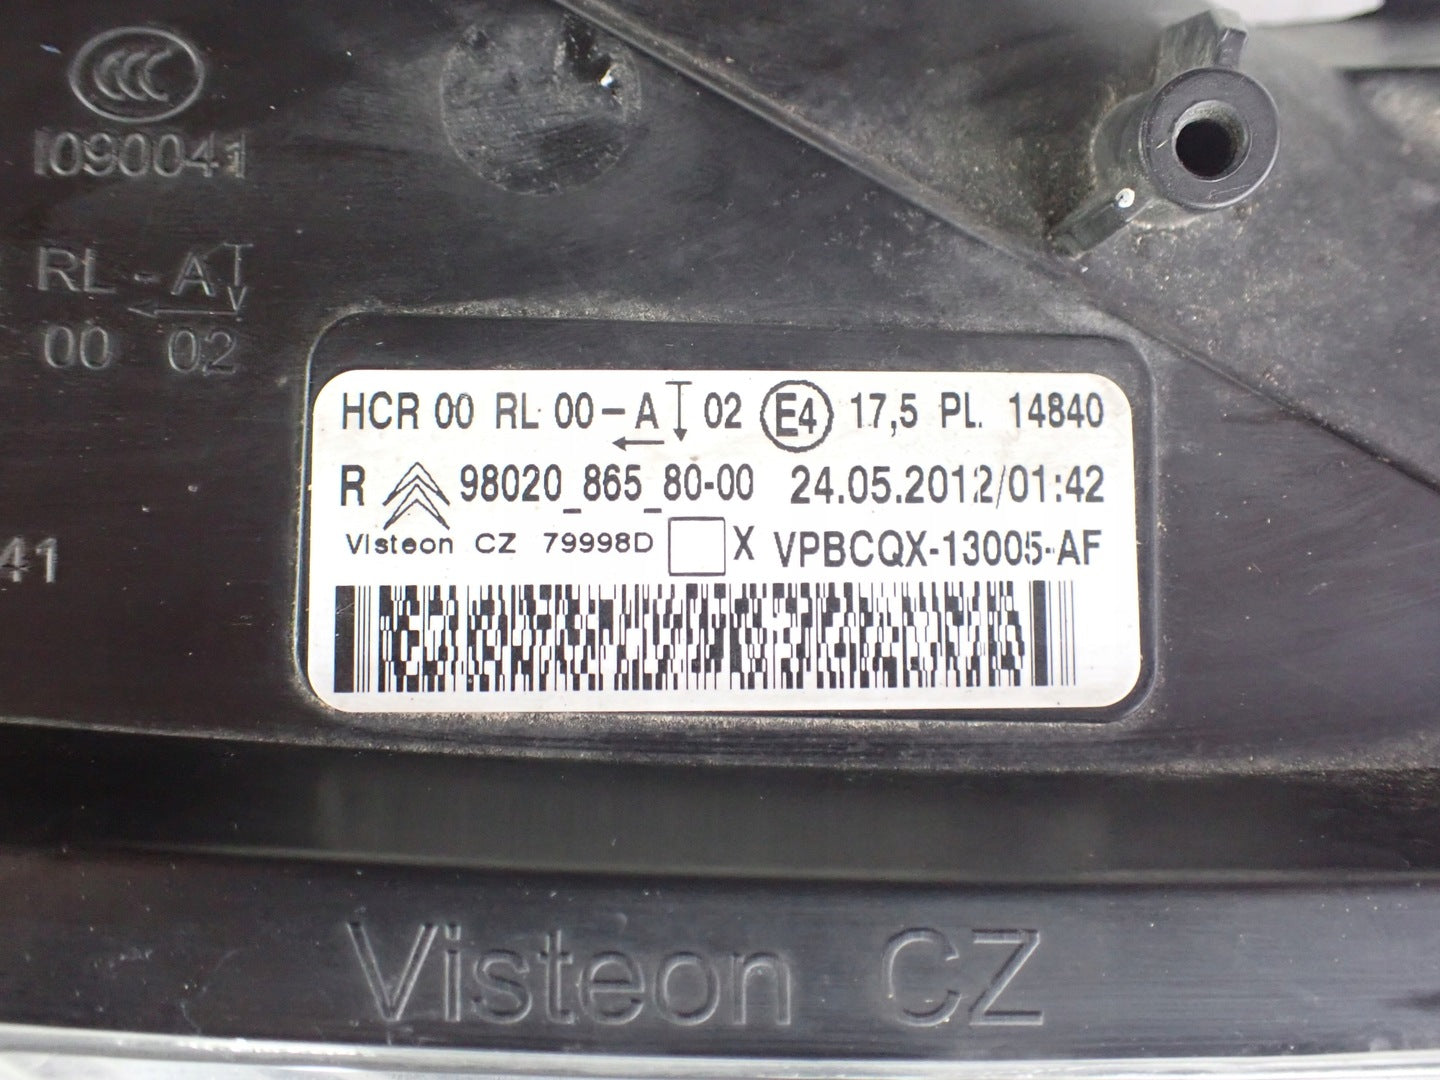 CCC
I090041
RL - A
00 02
41
HCR 00 RL 00-A 02 E4 17,5 PL 14840
R 98020_865_80-00 24.05.2012/01:42
Visteon CZ 79998D X VPBCQX-13005-AF
Visteon CZ